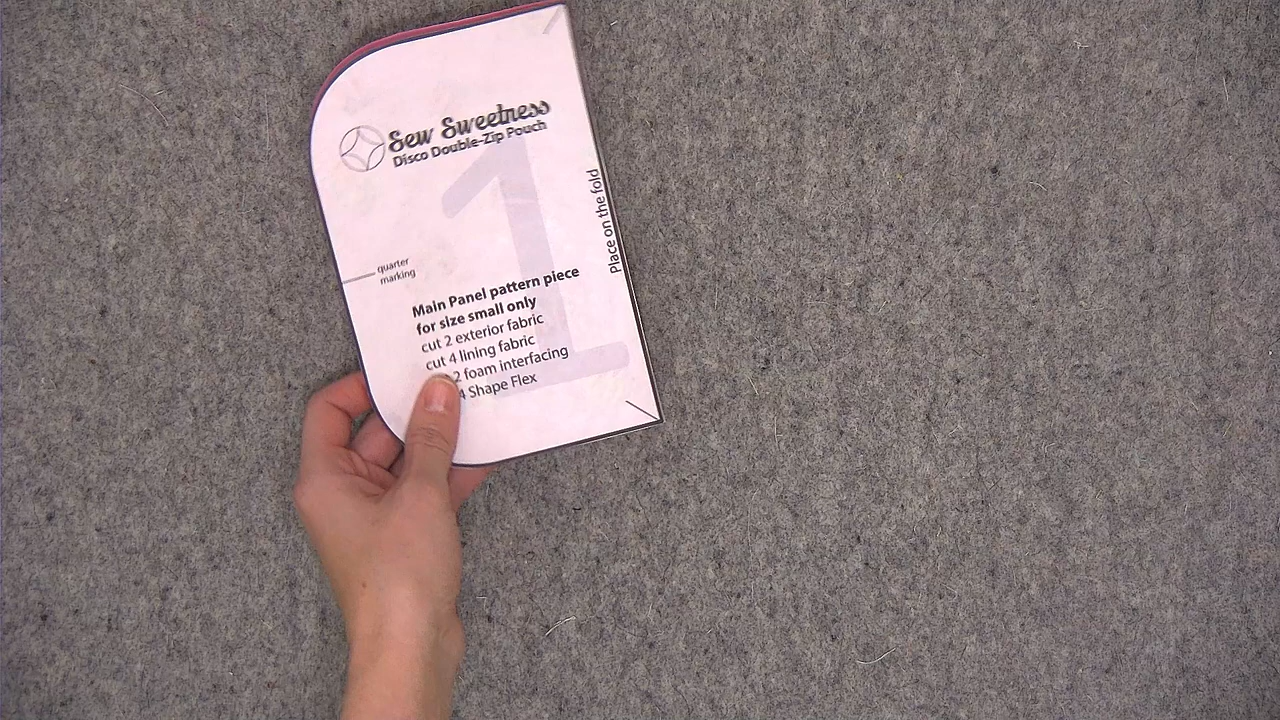 Sew Sweetness
Disco Double-Zip Pouch
1
Place on the fold
quarter
marking
Main Panel pattern piece
for size small only
cut 2 exterior fabric
cut 4 lining fabric
2 foam interfacing
4 Shape Flex